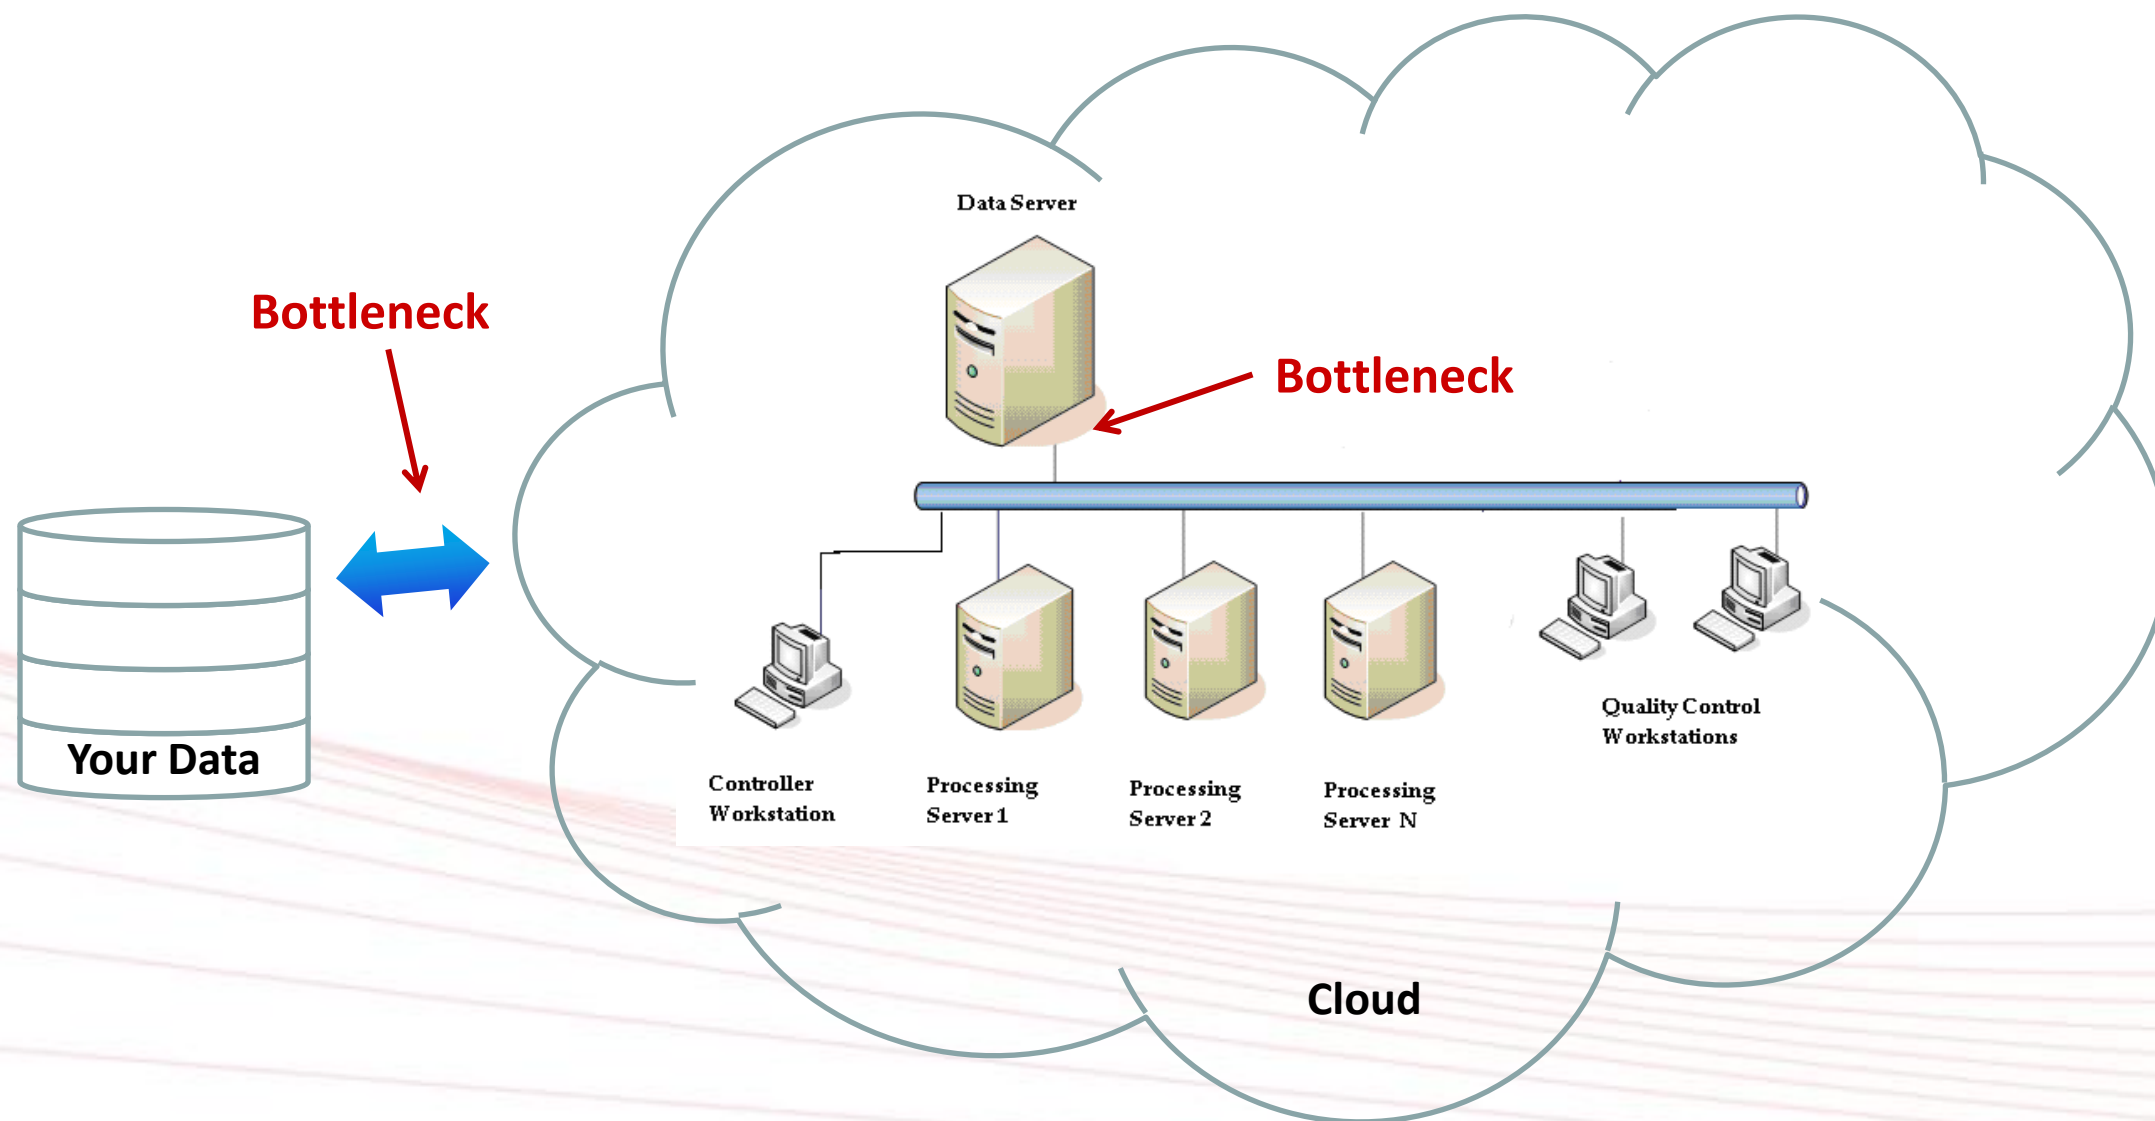 Data Server
Bottleneck
Bottleneck
Your Data
Controller
Workstation
Processing
Server 1
Processing
Server 2
Processing
Server N
Quality Control
Workstations
Cloud